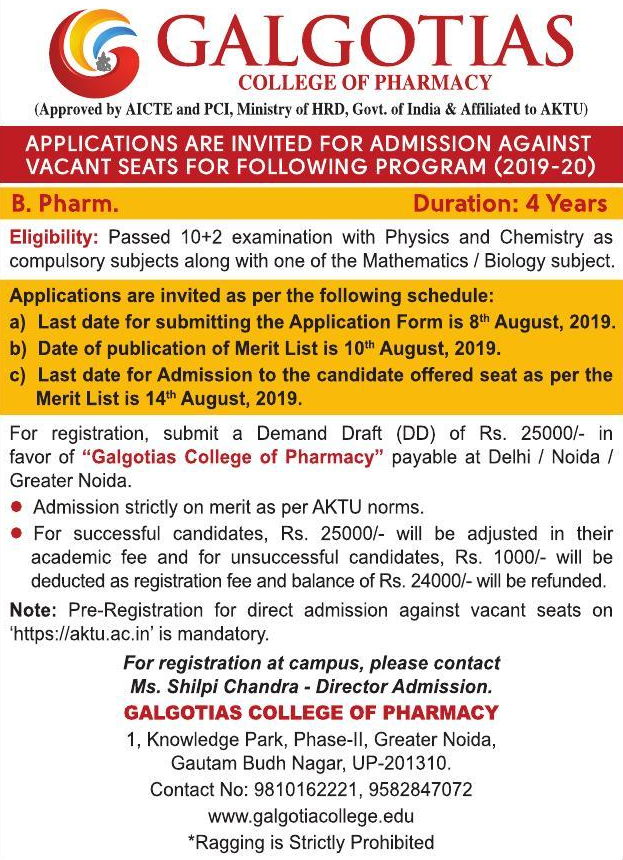 GALGOTIAS
COLLEGE OF PHARMACY
(Approved by AICTE and PCI, Ministry of HRD, Govt. of India & Affiliated to AKTU)
APPLICATIONS ARE INVITED FOR ADMISSION AGAINST
VACANT SEATS FOR FOLLOWING PROGRAM (2019-20)
B. Pharm. Duration: 4 Years
Eligibility: Passed 10+2 examination with Physics and Chemistry as
compulsory subjects along with one of the Mathematics / Biology subject.
Applications are invited as per the following schedule:
a) Last date for submitting the Application Form is 8th August, 2019.
b) Date of publication of Merit List is 10th August, 2019.
c) Last date for Admission to the candidate offered seat as per the
Merit List is 14th August, 2019.
For registration, submit a Demand Draft (DD) of Rs. 25000/- in
favor of “Galgotias College of Pharmacy” payable at Delhi / Noida /
Greater Noida.
● Admission strictly on merit as per AKTU norms.
● For successful candidates, Rs. 25000/- will be adjusted in their
academic fee and for unsuccessful candidates, Rs. 1000/- will be
deducted as registration fee and balance of Rs. 24000/- will be refunded.
Note: Pre-Registration for direct admission against vacant seats on
‘https://aktu.ac.in’ is mandatory.
For registration at campus, please contact
Ms. Shilpi Chandra - Director Admission.
GALGOTIAS COLLEGE OF PHARMACY
1, Knowledge Park, Phase-II, Greater Noida,
Gautam Budh Nagar, UP-201310.
Contact No: 9810162221, 9582847072
www.galgotiacollege.edu
*Ragging is Strictly Prohibited